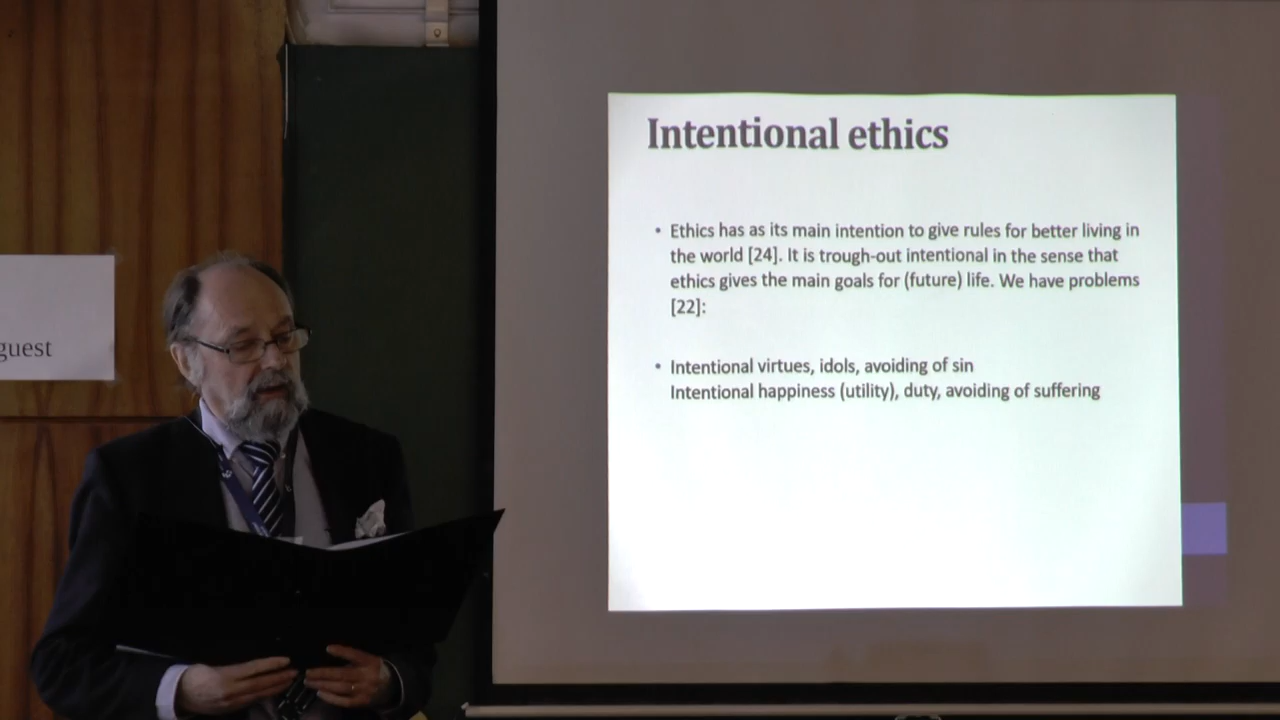 guest
Intentional ethics
• Ethics has as its main intention to give rules for better living in
the world [24]. It is trough-out intentional in the sense that
ethics gives the main goals for (future) life. We have problems
[22]:
• Intentional virtues, idols, avoiding of sin
Intentional happiness (utility), duty, avoiding of suffering